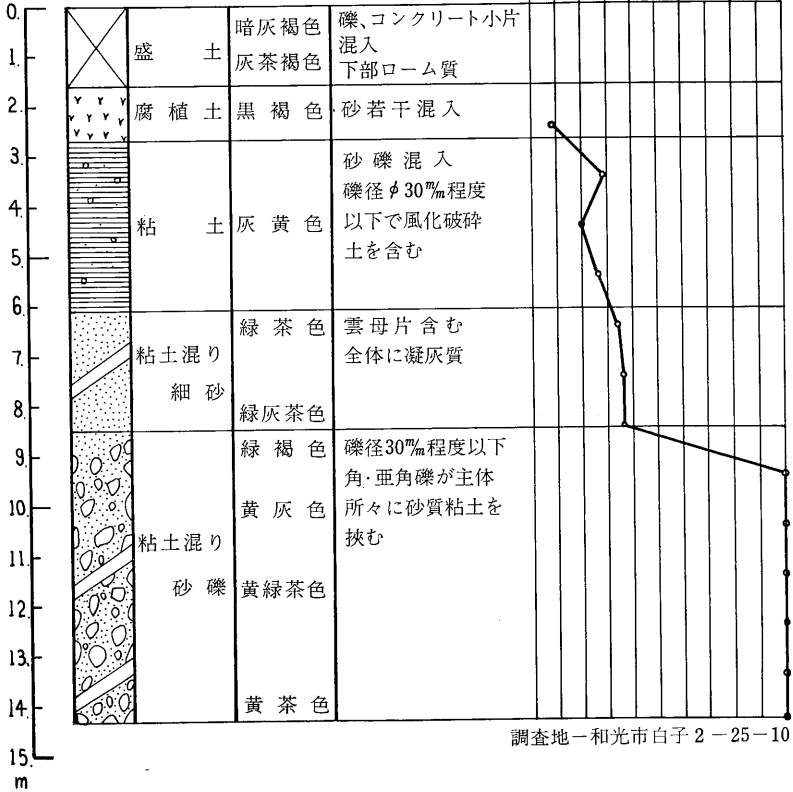 0.
1.
2.
3.
4.
5.
6.
7.
8.
9.
10.
11.
12.
13.
14.
15.
m
盛 土
暗灰褐色
灰茶褐色
礫、コンクリート小片
混入
下部ローム質
腐植土
黒褐色
砂若干混入
粘 土
灰黄色
砂礫混入
礫径φ30m/m程度
以下で風化破砕
土を含む
粘土混り
細砂
緑茶色
緑灰茶色
雲母片含む
全体に凝灰質
粘土混り
砂礫
緑褐色
黄灰色
黄緑茶色
黄茶色
礫径30m/m程度以下
角・亜角礫が主体
所々に砂質粘土を
挟む
調査地－和光市白子2－25－10